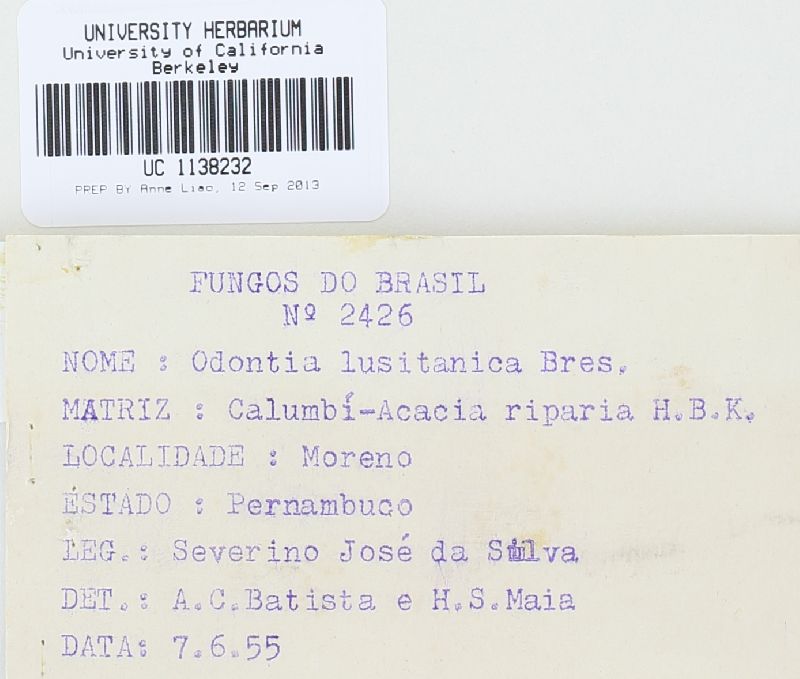 UNIVERSITY HERBARIUM
University of California
Berkeley
UC 1138232
PREP BY Anne Liao, 12 Sep 2013
FUNGOS DO BRASIL
Nº 2426
NOME : Odontia lusitanica Bres.
MATRIZ : Calumbí-Acacia riparia H.B.K.
LOCALIDADE : Moreno
ESTADO : Pernambuco
LEG.: Severino José da Silva
DET.: A.C.Batista e H.S.Maia
DATA: 7.6.55